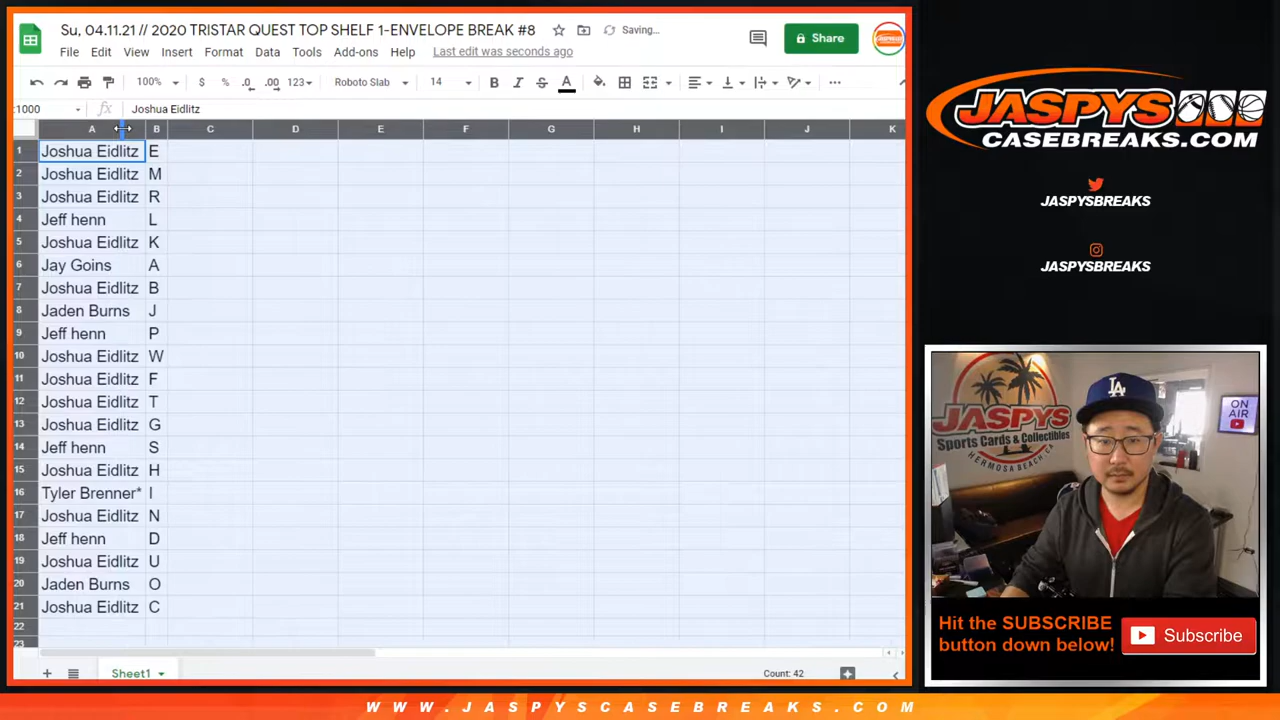 Su, 04.11.21 // 2020 TRISTAR QUEST TOP SHELF 1-ENVELOPE BREAK #8
Saving...
Share
File Edit View Insert Format Data Tools Add-ons Help Last edit was seconds ago
100% $ % .0 .00 123 Roboto Slab 14 B I S A
:1000 fx Joshua Eidlitz
A B C D E F G H I J K
1 Joshua Eidlitz E
2 Joshua Eidlitz M
3 Joshua Eidlitz R
4 Jeff henn L
5 Joshua Eidlitz K
6 Jay Goins A
7 Joshua Eidlitz B
8 Jaden Burns J
9 Jeff henn P
10 Joshua Eidlitz W
11 Joshua Eidlitz F
12 Joshua Eidlitz T
13 Joshua Eidlitz G
14 Jeff henn S
15 Joshua Eidlitz H
16 Tyler Brenner* I
17 Joshua Eidlitz N
18 Jeff henn D
19 Joshua Eidlitz U
20 Jaden Burns O
21 Joshua Eidlitz C
22
23
Sheet1
Count: 42
JASPYS
CASEBREAKS.COM
JASPYSBREAKS
JASPYSBREAKS
JASPYS
Sports Cards & Collectibles
HERMOSA BEACH, CA
LA
ON
AIR
Hit the SUBSCRIBE
button down below!
Subscribe
WWW.JASPYSCASEBREAKS.COM